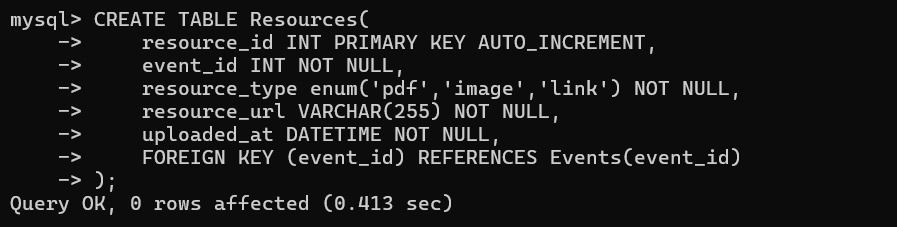 mysql> CREATE TABLE Resources(
    ->     resource_id INT PRIMARY KEY AUTO_INCREMENT,
    ->     event_id INT NOT NULL,
    ->     resource_type enum('pdf','image','link') NOT NULL,
    ->     resource_url VARCHAR(255) NOT NULL,
    ->     uploaded_at DATETIME NOT NULL,
    ->     FOREIGN KEY (event_id) REFERENCES Events(event_id)
    -> );
Query OK, 0 rows affected (0.413 sec)